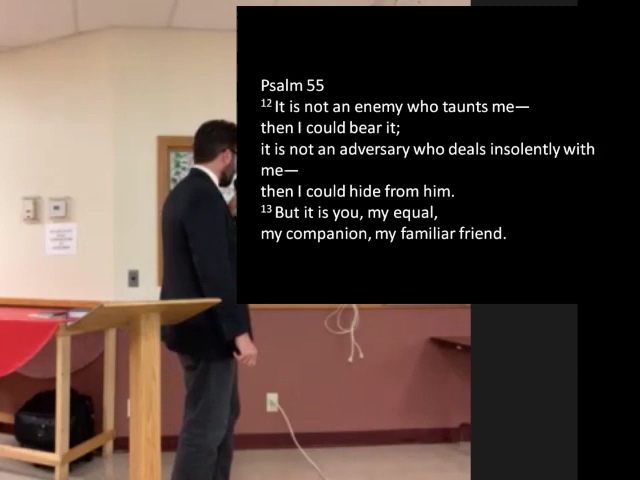 Psalm 55
¹² It is not an enemy who taunts me—
then I could bear it;
it is not an adversary who deals insolently with
me—
then I could hide from him.
¹³ But it is you, my equal,
my companion, my familiar friend.